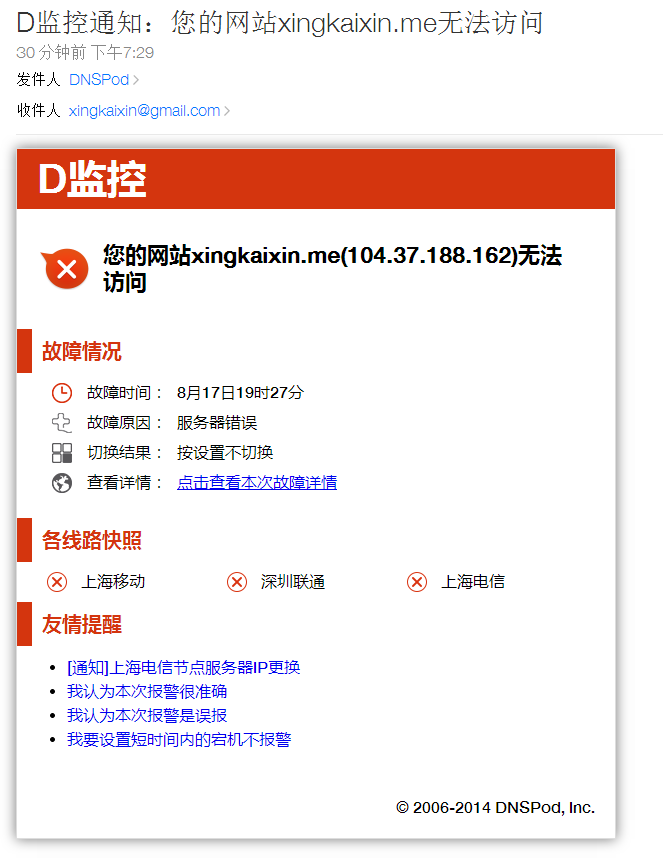 D监控通知：您的网站xingkaixin.me无法访问
30 分钟前 下午7:29
发件人 DNSPod
收件人 xingkaixin@gmail.com
D监控
您的网站xingkaixin.me(104.37.188.162)无法
访问
故障情况
故障时间： 8月17日19时27分
故障原因： 服务器错误
切换结果： 按设置不切换
查看详情： 点击查看本次故障详情
各线路快照
上海移动 深圳联通 上海电信
友情提醒
[通知]上海电信节点服务器IP更换
我认为本次报警很准确
我认为本次报警是误报
我要设置短时间内的宕机不报警
© 2006-2014 DNSPod, Inc.